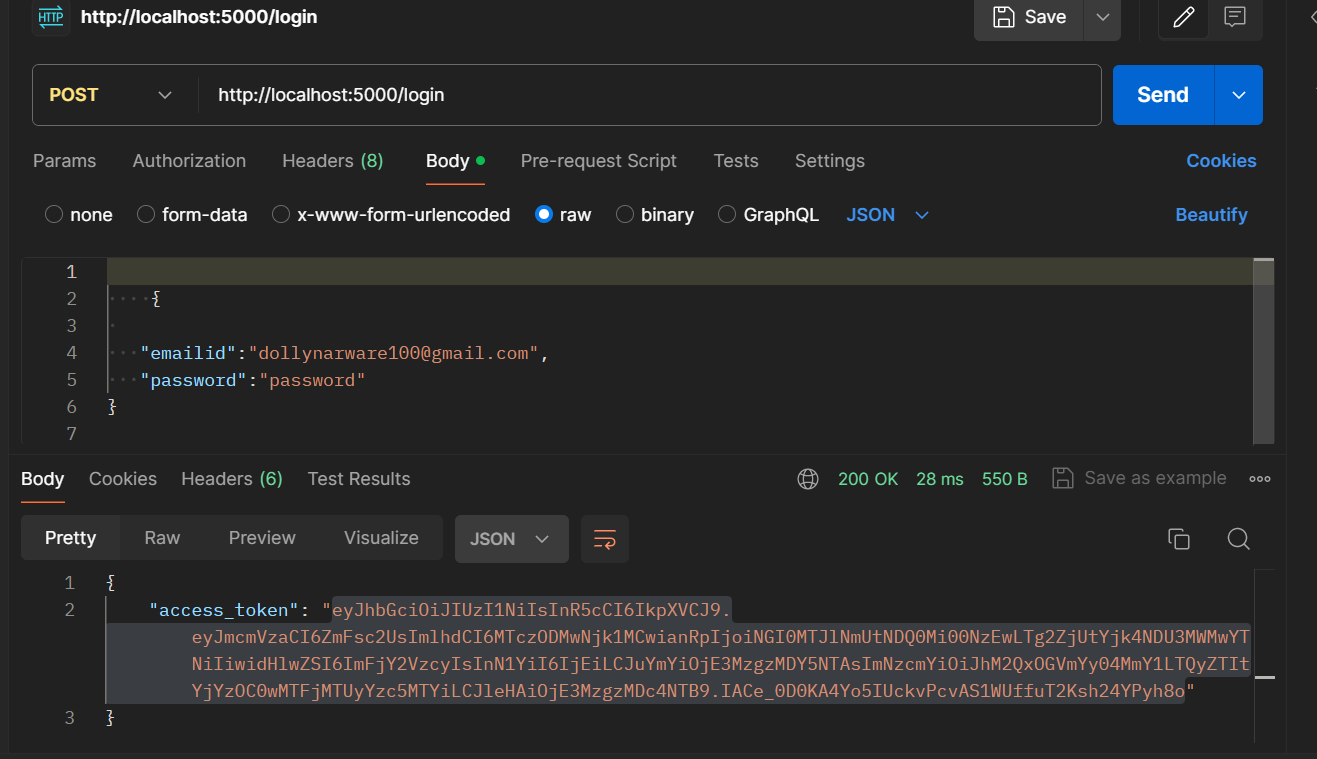 HTTP http://localhost:5000/login Save
POST http://localhost:5000/login Send
Params Authorization Headers (8) Body Pre-request Script Tests Settings Cookies
none form-data x-www-form-urlencoded raw binary GraphQL JSON Beautify
1
2 {
3
4 "emailid":"dollynarware100@gmail.com",
5 "password":"password"
6 }
7
Body Cookies Headers (6) Test Results 200 OK 28 ms 550 B Save as example
Pretty Raw Preview Visualize JSON
1 {
2 "access_token": "eyJhbGciOiJIUzI1NiIsInR5cCI6IkpXVCJ9.
eyJmcmVzaCI6ZmFsc2UsImlhdCI6MTczODMwNjk1MCwianRpIjoiNGI0MTJlNmUtNDQ0Mi00NzEwLTg2ZjUtYjk4NDU3MWMwYT
NiIiwidHlwZSI6ImFjY2VzcyIsInN1YiI6IjEiLCJuYmYiOjE3MzgzMDY5NTAsImNzcmYiOiJhM2QxOGVmYy04MmY1LTQyZTIt
YjYzOC0wMTFjMTUyYzc5MTYiLCJleHAiOjE3MzgzMDc4NTB9.IACe_0D0KA4Yo5IUckvPcvAS1WUffuT2Ksh24YPyh8o"
3 }